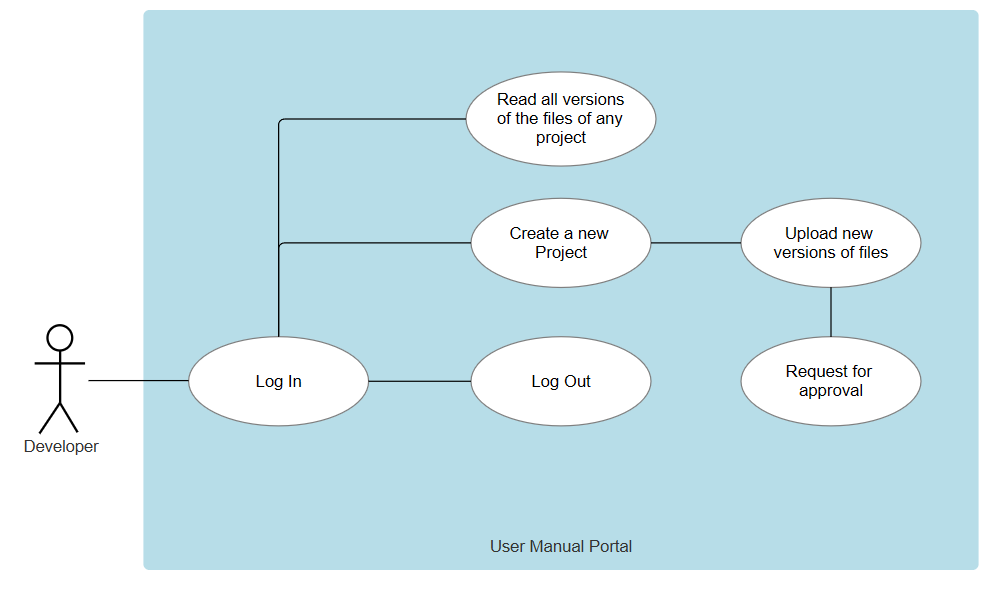 Read all versions
of the files of any
project
Create a new
Project
Upload new
versions of files
Log In
Log Out
Request for
approval
Developer
User Manual Portal